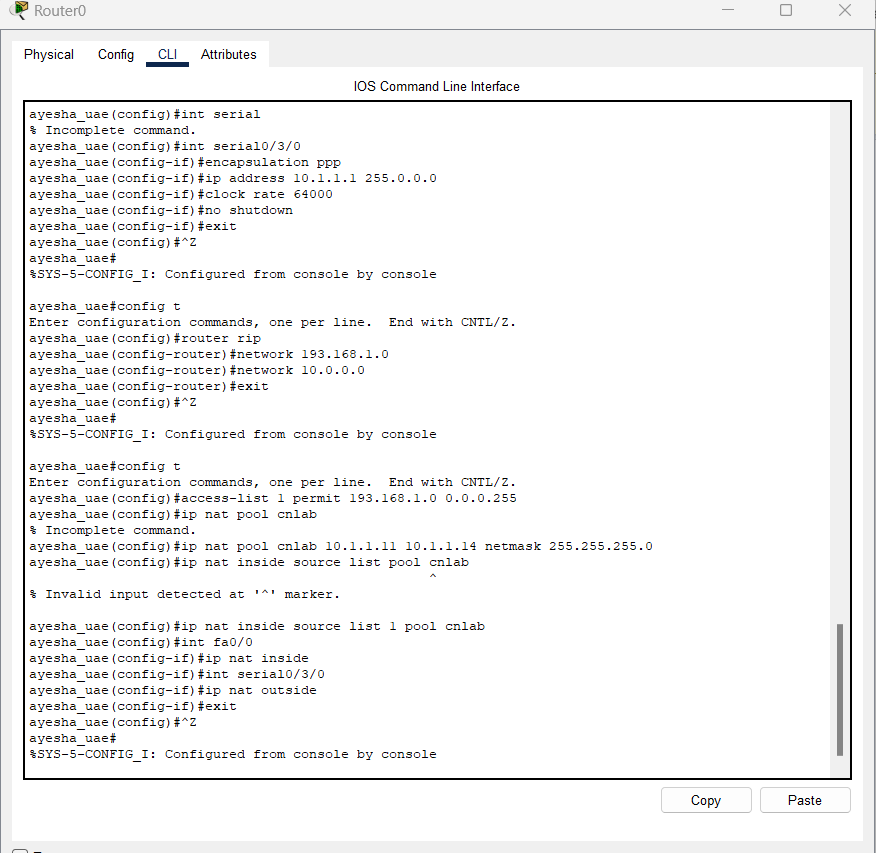 Router0
Physical Config CLI Attributes
IOS Command Line Interface
ayesha_uae(config)#int serial
% Incomplete command.
ayesha_uae(config)#int serial0/3/0
ayesha_uae(config-if)#encapsulation ppp
ayesha_uae(config-if)#ip address 10.1.1.1 255.0.0.0
ayesha_uae(config-if)#clock rate 64000
ayesha_uae(config-if)#no shutdown
ayesha_uae(config-if)#exit
ayesha_uae(config)#^Z
ayesha_uae#
%SYS-5-CONFIG_I: Configured from console by console
ayesha_uae#config t
Enter configuration commands, one per line.  End with CNTL/Z.
ayesha_uae(config)#router rip
ayesha_uae(config-router)#network 193.168.1.0
ayesha_uae(config-router)#network 10.0.0.0
ayesha_uae(config-router)#exit
ayesha_uae(config)#^Z
ayesha_uae#
%SYS-5-CONFIG_I: Configured from console by console
ayesha_uae#config t
Enter configuration commands, one per line.  End with CNTL/Z.
ayesha_uae(config)#access-list 1 permit 193.168.1.0 0.0.0.255
ayesha_uae(config)#ip nat pool cnlab
% Incomplete command.
ayesha_uae(config)#ip nat pool cnlab 10.1.1.11 10.1.1.14 netmask 255.255.255.0
ayesha_uae(config)#ip nat inside source list pool cnlab
^
% Invalid input detected at '^' marker.
ayesha_uae(config)#ip nat inside source list 1 pool cnlab
ayesha_uae(config)#int fa0/0
ayesha_uae(config-if)#ip nat inside
ayesha_uae(config-if)#int serial0/3/0
ayesha_uae(config-if)#ip nat outside
ayesha_uae(config-if)#exit
ayesha_uae(config)#^Z
ayesha_uae#
%SYS-5-CONFIG_I: Configured from console by console
Copy Paste